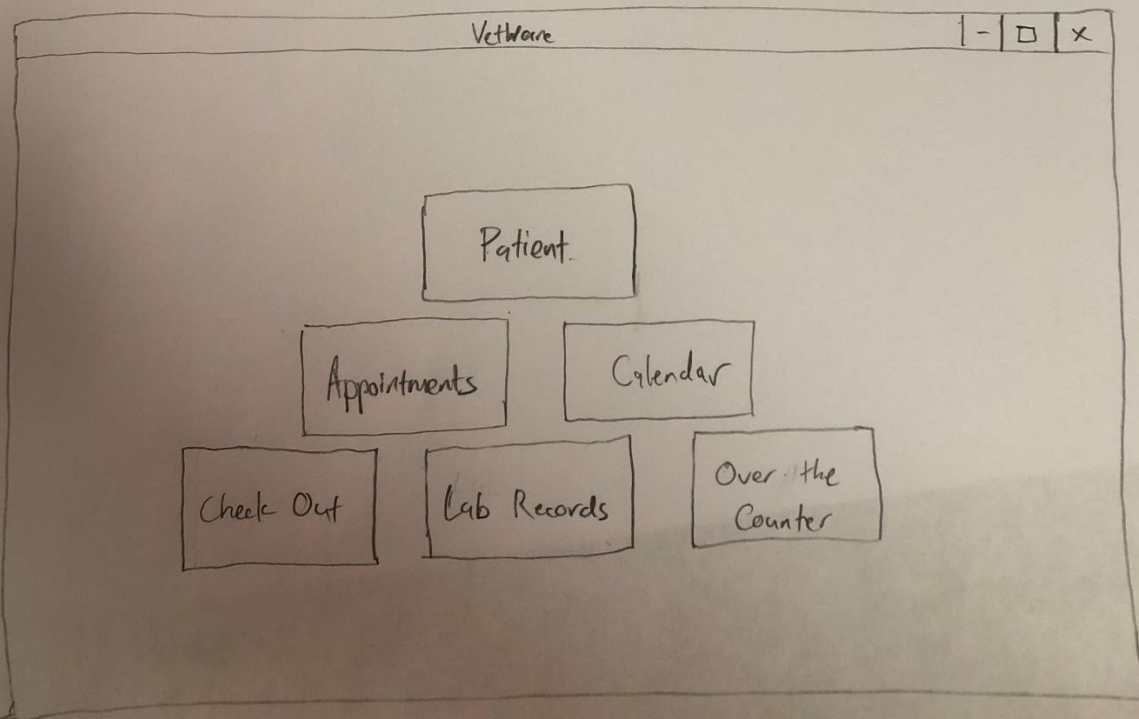 VetWare
Patient.
Appointments
Calendar
Check Out
Lab Records
Over the
Counter